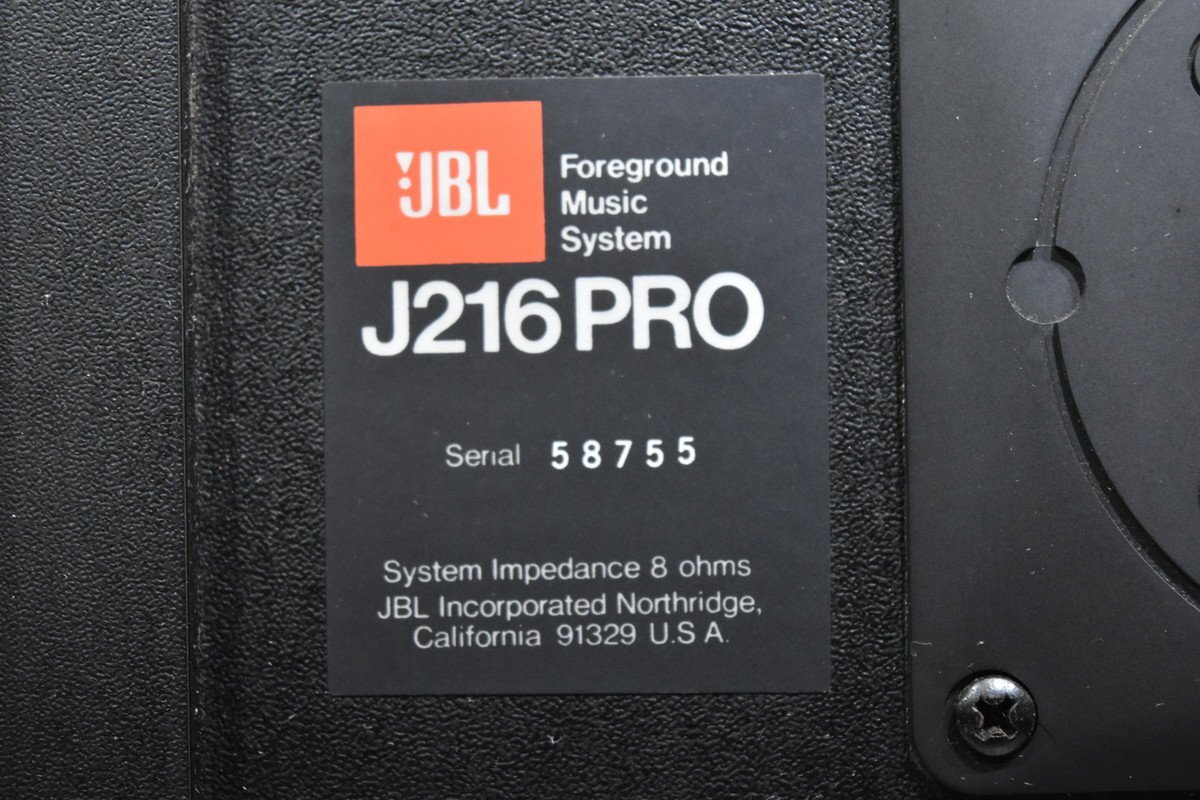 JBL
Foreground
Music
System
J216 PRO
Serial 58755
System Impedance 8 ohms
JBL Incorporated Northridge,
California 91329 U.S.A.